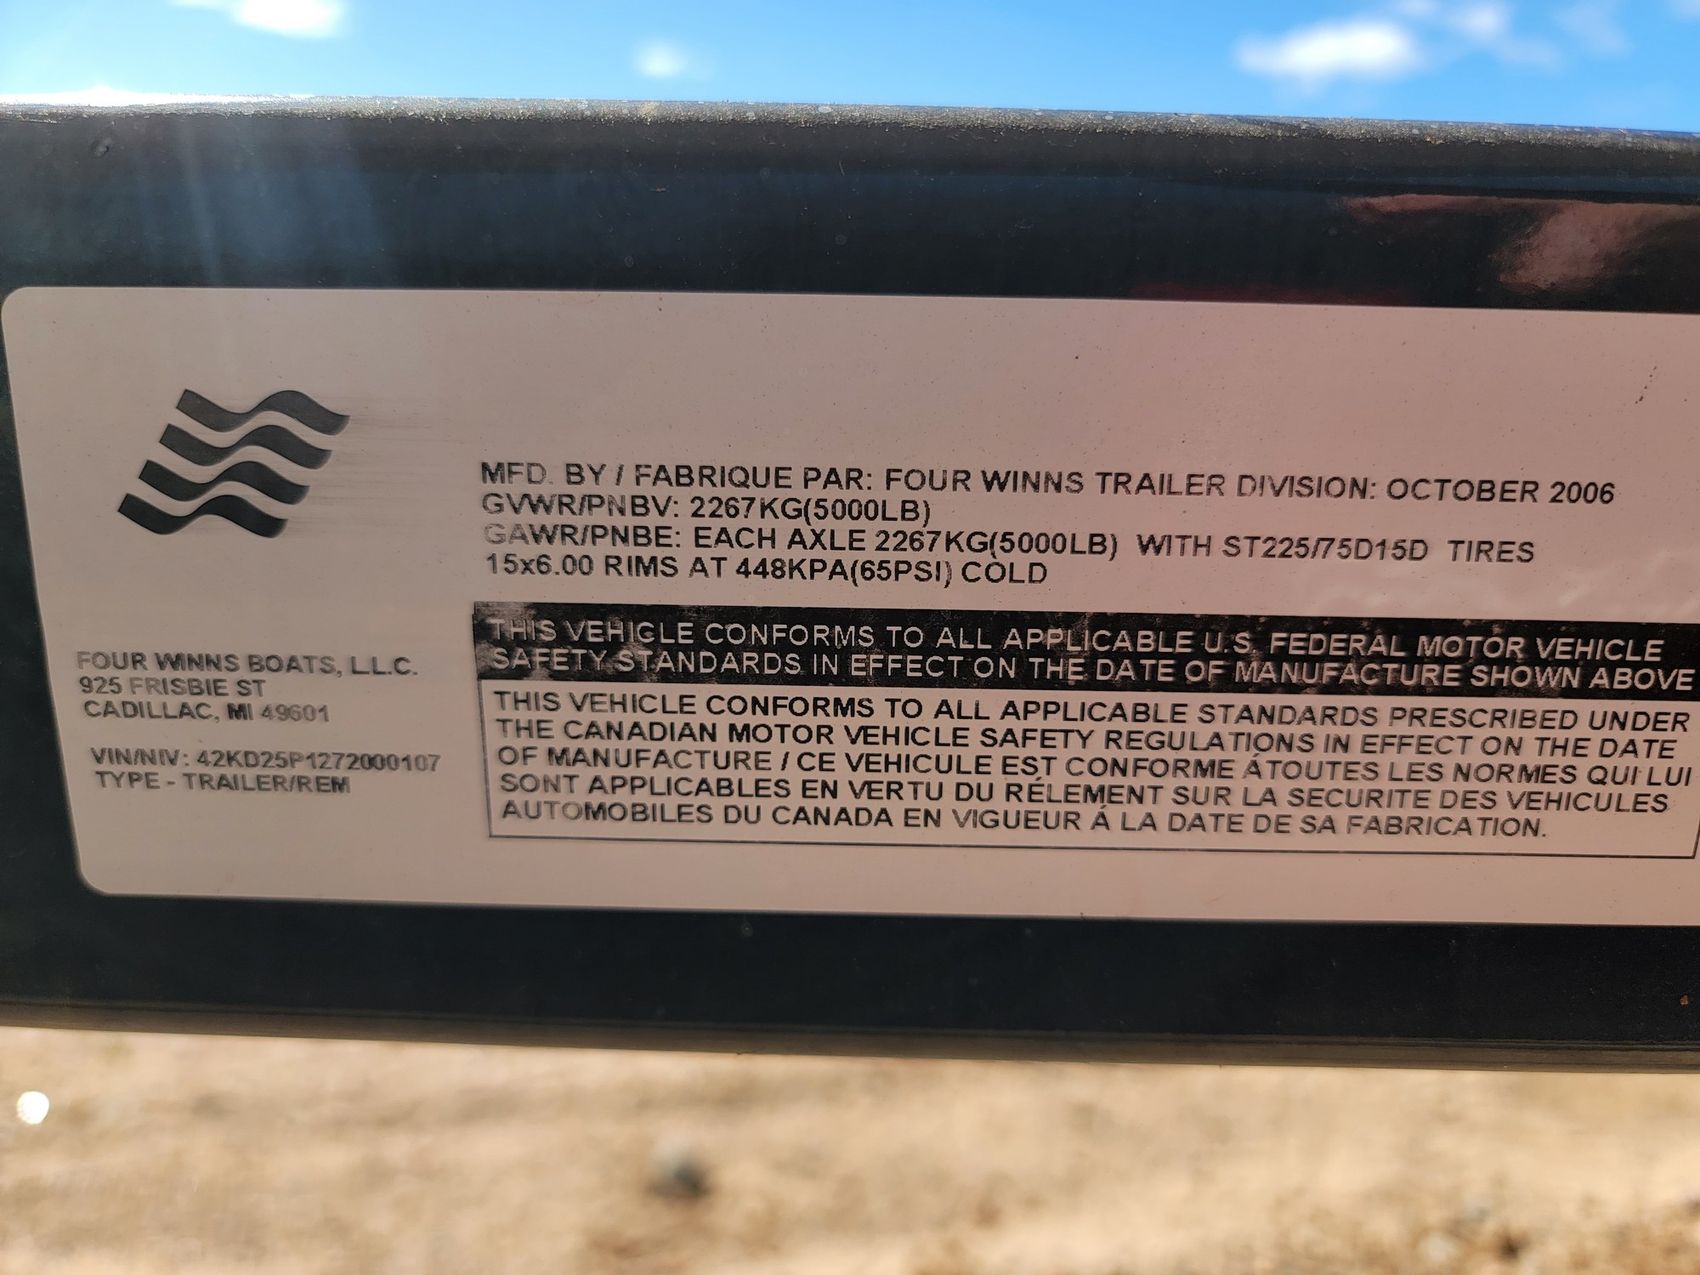 MFD. BY / FABRIQUE PAR: FOUR WINNS TRAILER DIVISION: OCTOBER 2006
GVWR/PNBV: 2267KG(5000LB)
GAWR/PNBE: EACH AXLE 2267KG(5000LB) WITH ST225/75D15D TIRES
15x6.00 RIMS AT 448KPA(65PSI) COLD
THIS VEHICLE CONFORMS TO ALL APPLICABLE U.S. FEDERAL MOTOR VEHICLE
SAFETY STANDARDS IN EFFECT ON THE DATE OF MANUFACTURE SHOWN ABOVE
THIS VEHICLE CONFORMS TO ALL APPLICABLE STANDARDS PRESCRIBED UNDER
THE CANADIAN MOTOR VEHICLE SAFETY REGULATIONS IN EFFECT ON THE DATE
OF MANUFACTURE / CE VEHICULE EST CONFORME ÁTOUTES LES NORMES QUI LUI
SONT APPLICABLES EN VERTU DU RÉLEMENT SUR LA SECURITE DES VEHICULES
AUTOMOBILES DU CANADA EN VIGUEUR Á LA DATE DE SA FABRICATION.
FOUR WINNS BOATS, L.L.C.
925 FRISBIE ST
CADILLAC, MI 49601
VIN/NIV: 42KD25P1272000107
TYPE - TRAILER/REM